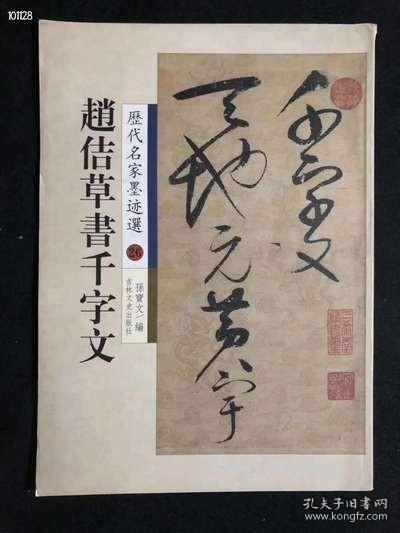 101128
趙佶草書千字文
歷代名家墨迹選
26
孫寶文 編
吉林文史出版社
千字文
天地元黃宇
孔夫子旧书网
www.kongfz.com